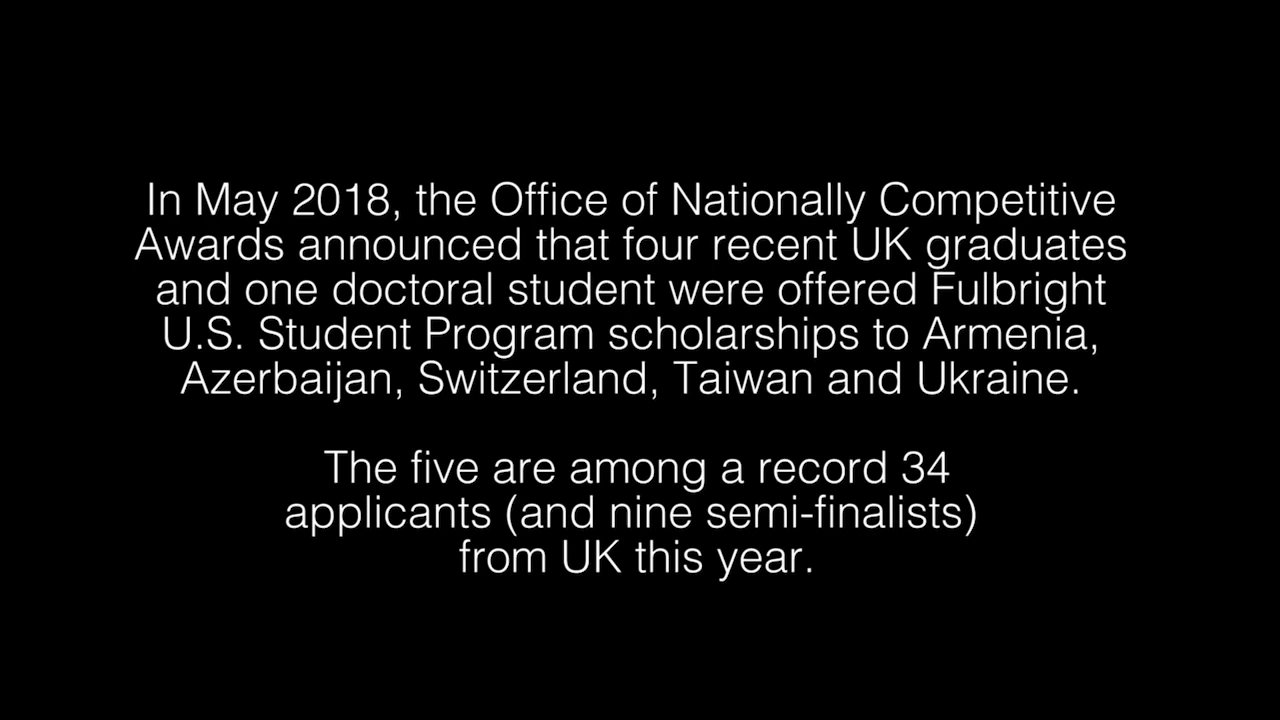 In May 2018, the Office of Nationally Competitive
Awards announced that four recent UK graduates
and one doctoral student were offered Fulbright
U.S. Student Program scholarships to Armenia,
Azerbaijan, Switzerland, Taiwan and Ukraine.
The five are among a record 34
applicants (and nine semi-finalists)
from UK this year.